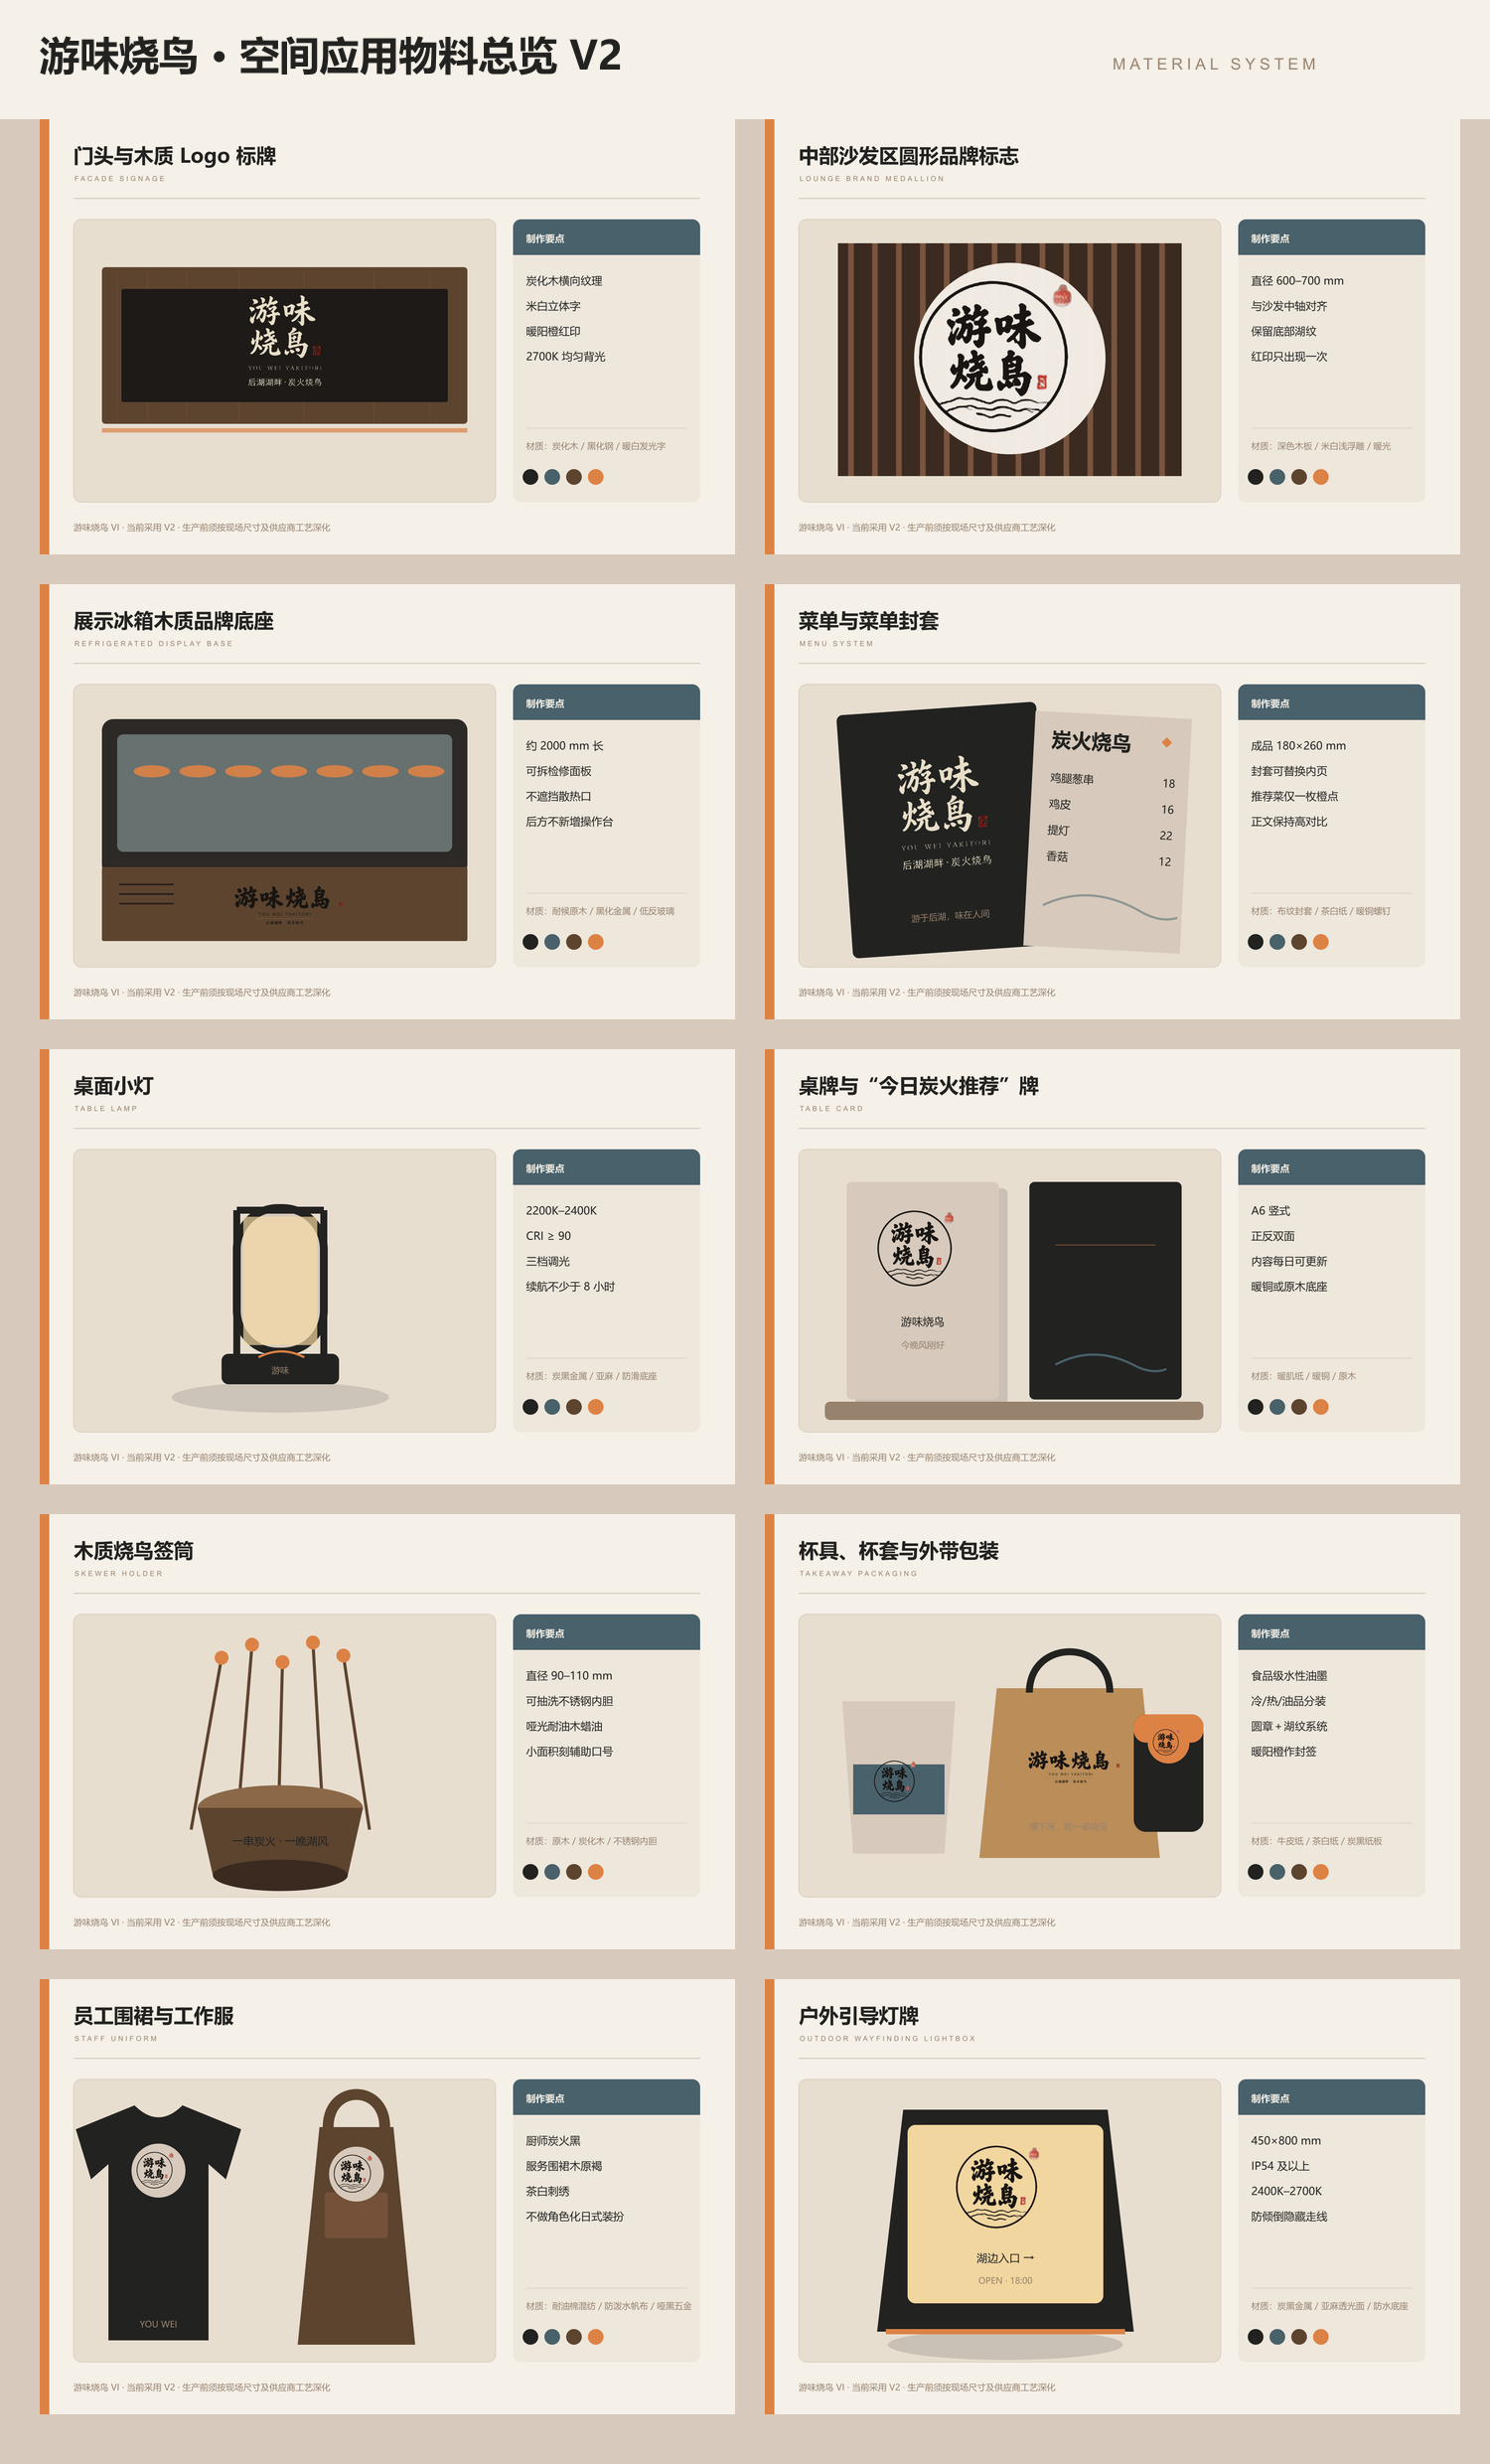 游味烧鸟 · 空间应用物料总览 V2
MATERIAL SYSTEM
门头与木质 Logo 标牌
FACADE SIGNAGE
游味
烧鳥
YOU WEI YAKITORI
后湖湖畔·炭火烧鸟
制作要点
炭化木横向纹理
米白立体字
暖阳橙红印
2700K 均匀背光
材质：炭化木 / 黑化钢 / 暖白发光字
游味烧鸟 VI · 当前采用 V2 · 生产前须按现场尺寸及供应商工艺深化
中部沙发区圆形品牌标志
LOUNGE BRAND MEDALLION
游味
烧鳥
制作要点
直径 600–700 mm
与沙发中轴对齐
保留底部湖纹
红印只出现一次
材质：深色木板 / 米白浅浮雕 / 暖光
游味烧鸟 VI · 当前采用 V2 · 生产前须按现场尺寸及供应商工艺深化
展示冰箱木质品牌底座
REFRIGERATED DISPLAY BASE
游味烧鳥
YOU WEI YAKITORI
制作要点
约 2000 mm 长
可拆检修面板
不遮挡散热口
后方不新增操作台
材质：耐候原木 / 黑化金属 / 低反玻璃
游味烧鸟 VI · 当前采用 V2 · 生产前须按现场尺寸及供应商工艺深化
菜单与菜单封套
MENU SYSTEM
游味
烧鳥
YOU WEI YAKITORI
后湖湖畔·炭火烧鸟
游于后湖，味在人间
炭火烧鸟
鸡腿葱串 18
鸡皮 16
提灯 22
香菇 12
制作要点
成品 180×260 mm
封套可替换内页
推荐菜仅一枚橙点
正文保持高对比
材质：布纹封套 / 茶白纸 / 暖铜螺钉
游味烧鸟 VI · 当前采用 V2 · 生产前须按现场尺寸及供应商工艺深化
桌面小灯
TABLE LAMP
游味
制作要点
2200K–2400K
CRI ≥ 90
三档调光
续航不少于 8 小时
材质：炭黑金属 / 亚麻 / 防滑底座
游味烧鸟 VI · 当前采用 V2 · 生产前须按现场尺寸及供应商工艺深化
桌牌与“今日炭火推荐”牌
TABLE CARD
游味
烧鳥
游味烧鸟
今晚风刚好
制作要点
A6 竖式
正反双面
内容每日可更新
暖铜或原木底座
材质：暖肌纸 / 暖铜 / 原木
游味烧鸟 VI · 当前采用 V2 · 生产前须按现场尺寸及供应商工艺深化
木质烧鸟签筒
SKEWER HOLDER
一串炭火 · 一晚湖风
制作要点
直径 90–110 mm
可抽洗不锈钢内胆
哑光耐油木蜡油
小面积刻辅助口号
材质：原木 / 炭化木 / 不锈钢内胆
游味烧鸟 VI · 当前采用 V2 · 生产前须按现场尺寸及供应商工艺深化
杯具、杯套与外带包装
TAKEAWAY PACKAGING
游味
烧鳥
游味烧鳥
YOU WEI YAKITORI
游味
烧鳥
制作要点
食品级水性油墨
冷/热/油品分装
圆章 + 湖纹系统
暖阳橙作封签
材质：牛皮纸 / 茶白纸 / 炭黑纸板
游味烧鸟 VI · 当前采用 V2 · 生产前须按现场尺寸及供应商工艺深化
员工围裙与工作服
STAFF UNIFORM
游味
烧鳥
YOU WEI
游味
烧鳥
制作要点
厨师炭火黑
服务围裙木原褐
茶白刺绣
不做角色化日式装扮
材质：耐油棉混纺 / 防泼水帆布 / 哑黑五金
游味烧鸟 VI · 当前采用 V2 · 生产前须按现场尺寸及供应商工艺深化
户外引导灯牌
OUTDOOR WAYFINDING LIGHTBOX
游味
烧鳥
湖边入口 →
OPEN · 18:00
制作要点
450×800 mm
IP54 及以上
2400K–2700K
防倾倒隐藏走线
材质：炭黑金属 / 亚麻透光面 / 防水底座
游味烧鸟 VI · 当前采用 V2 · 生产前须按现场尺寸及供应商工艺深化